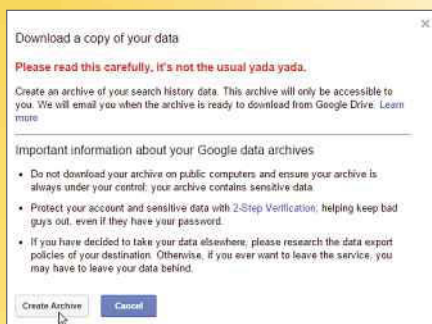 Download a copy of your data
Please read this carefully, it's not the usual yada yada.
Create an archive of your search history data. This archive will only be accessible to
you. We will email you when the archive is ready to download from Google Drive. Learn
more
Important information about your Google data archives
• Do not download your archive on public computers and ensure your archive is
always under your control; your archive contains sensitive data.
• Protect your account and sensitive data with 2-Step Verification; helping keep bad
guys out, even if they have your password.
• If you have decided to take your data elsewhere, please research the data export
policies of your destination. Otherwise, if you ever want to leave the service, you
may have to leave your data behind.
Create Archive Cancel